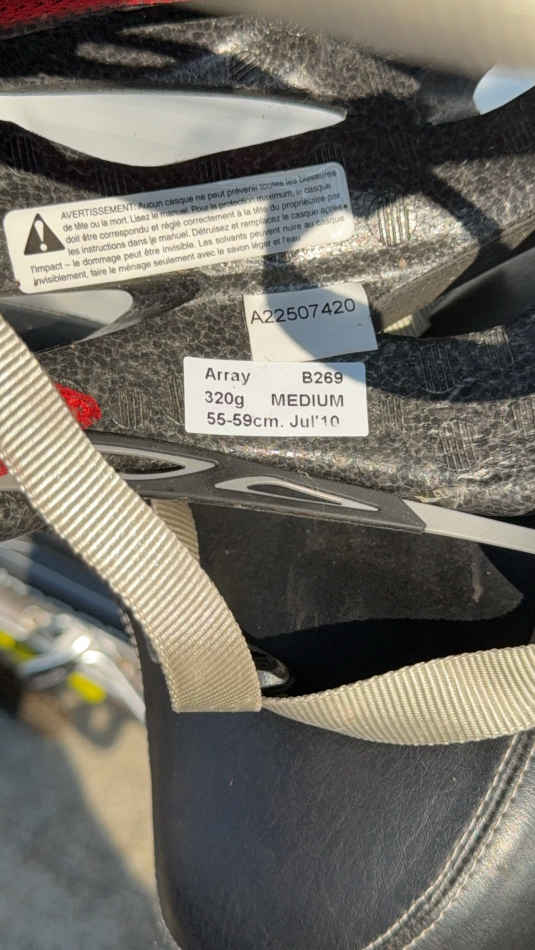 AVERTISSEMENT: Aucun casque ne peut prévenir toutes les blessures
de tête ou la mort. Lisez le manuel. Pour le protection maximum, le casque
doit être correspondu et réglé correctement à la tête du propriétaire par
les instructions dans le manuel. Détruisez et remplacez le casque après
l'impact – le dommage peut être invisible. Les solvants peuvent nuire au casque
invisiblement, faire le ménage seulement avec le savon léger et l'eau.
A22507420
Array B269
320g MEDIUM
55-59cm. Jul'10